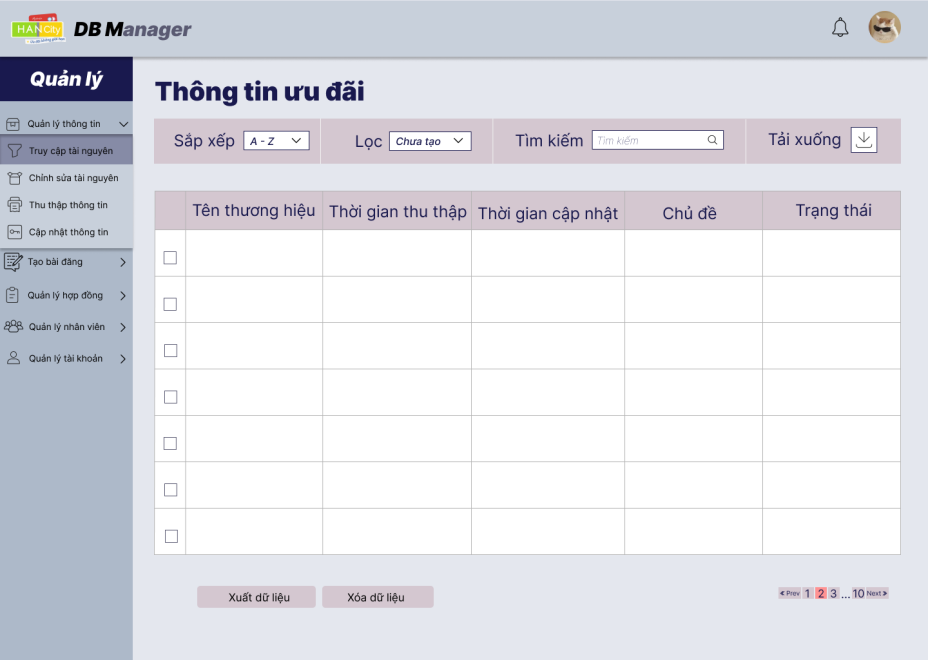 HANCity
DB Manager
Quản lý
Quản lý thông tin
Truy cập tài nguyên
Chỉnh sửa tài nguyên
Thu thập thông tin
Cập nhật thông tin
Tạo bài đăng
Quản lý hợp đồng
Quản lý nhân viên
Quản lý tài khoản
Thông tin ưu đãi
Sắp xếp A - Z Lọc Chưa tạo Tìm kiếm Tìm kiếm Tải xuống
Tên thương hiệu Thời gian thu thập Thời gian cập nhật Chủ đề Trạng thái
Xuất dữ liệu Xóa dữ liệu
Prev 1 2 3 ... 10 Next